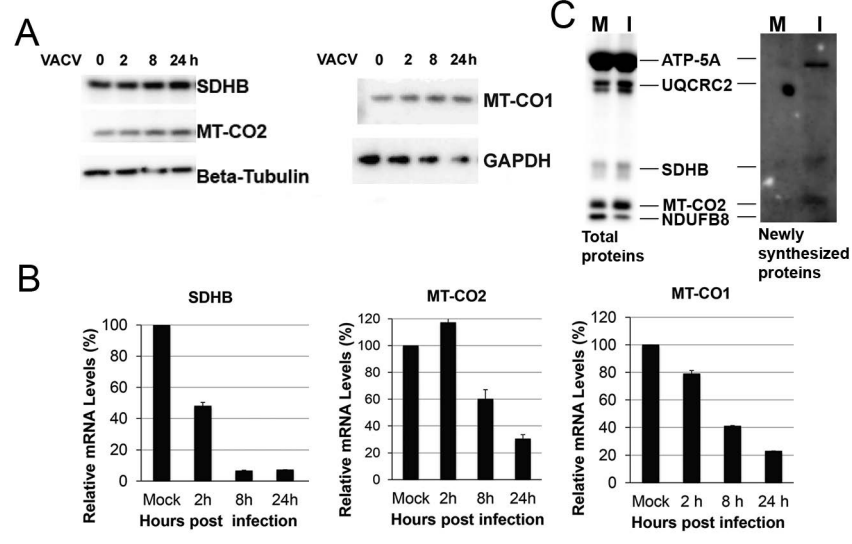 A
VACV 0 2 8 24 h
SDHB
MT-CO2
Beta-Tubulin
VACV 0 2 8 24h
MT-CO1
GAPDH
C
M I
M I
ATP-5A
UQCRC2
SDHB
MT-CO2
NDUFB8
Total
proteins
Newly
synthesized
proteins
B
SDHB
Relative mRNA Levels (%)
100
80
60
40
20
0
Mock 2h 8h 24h
Hours post infection
MT-CO2
Relative mRNA Levels (%)
120
100
80
60
40
20
0
Mock 2h 8h 24h
Hours post infection
MT-CO1
Relative mRNA Levels (%)
120
100
80
60
40
20
0
Mock 2 h 8 h 24 h
Hours post infection